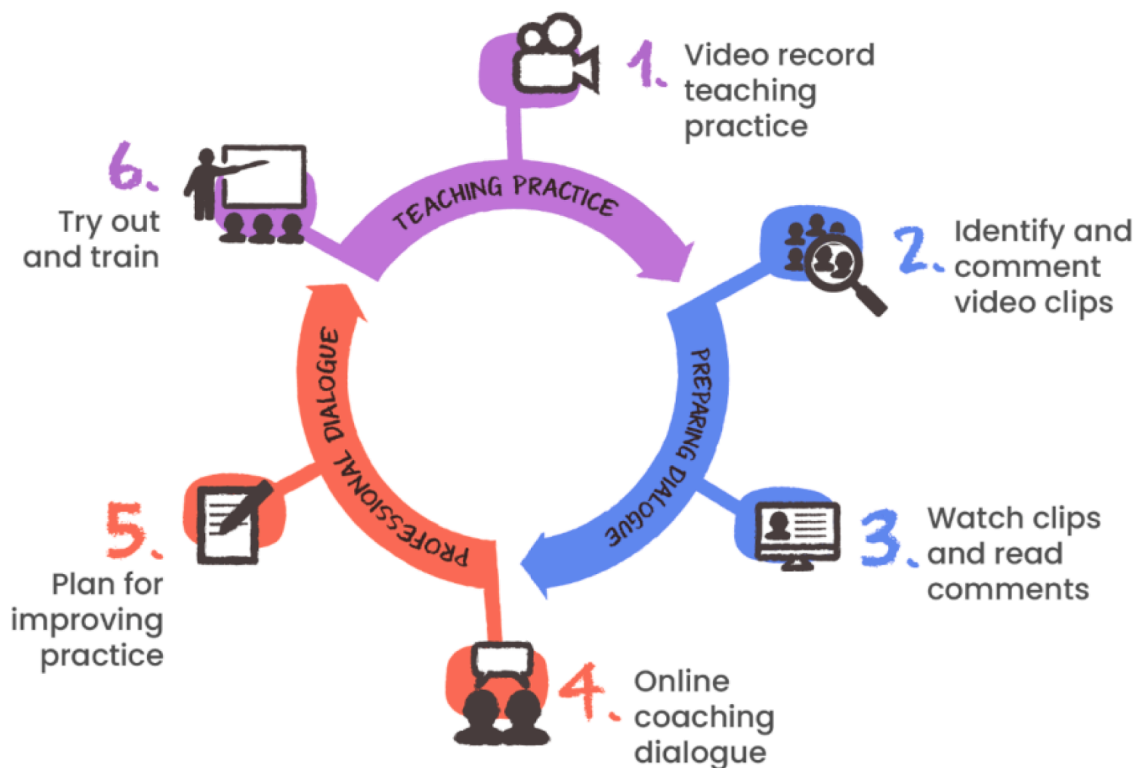 1. Video record
teaching
practice
TEACHING PRACTICE
2. Identify and
comment
video clips
PREPARING DIALOGUE
3. Watch clips
and read
comments
4. Online
coaching
dialogue
PROFESSIONAL DIALOGUE
5.
Plan for
improving
practice
6.
Try out
and train